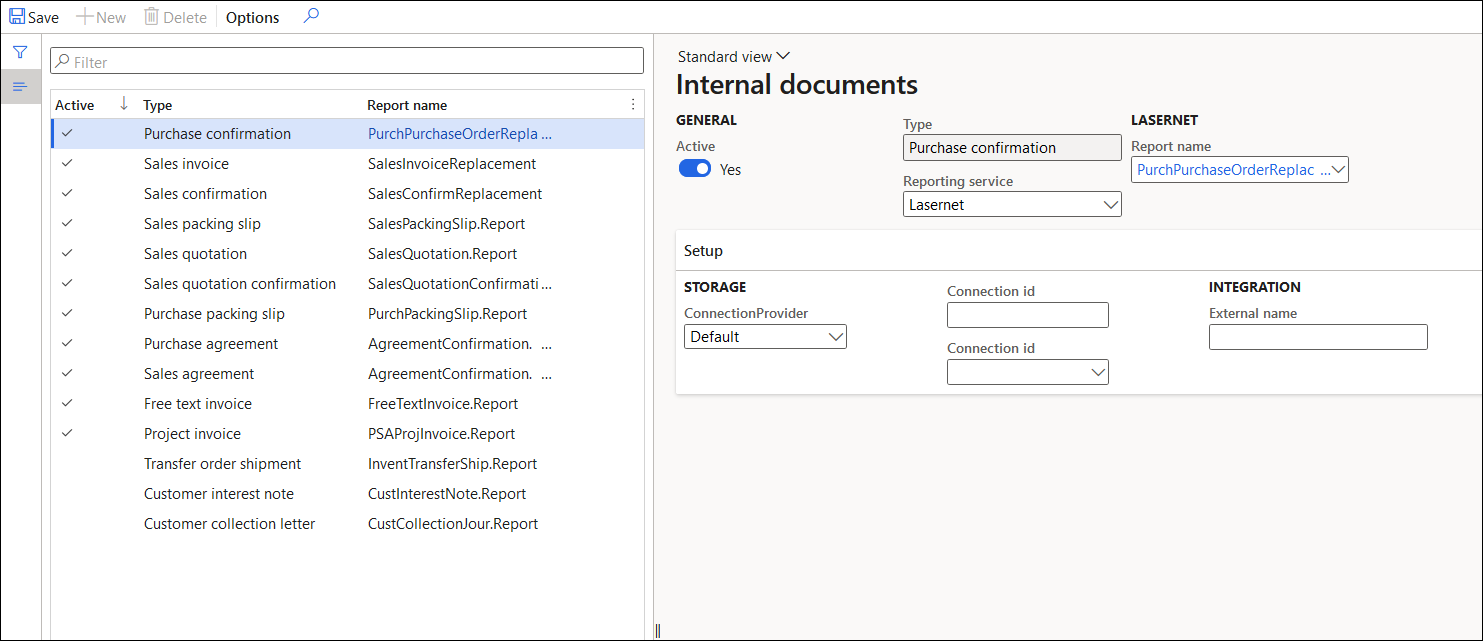 Save New Delete Options
Filter
Active Type Report name
Purchase confirmation PurchPurchaseOrderRepla ...
Sales invoice SalesInvoiceReplacement
Sales confirmation SalesConfirmReplacement
Sales packing slip SalesPackingSlip.Report
Sales quotation SalesQuotation.Report
Sales quotation confirmation SalesQuotationConfirmati ...
Purchase packing slip PurchPackingSlip.Report
Purchase agreement AgreementConfirmation. ...
Sales agreement AgreementConfirmation. ...
Free text invoice FreeTextInvoice.Report
Project invoice PSAProjInvoice.Report
Transfer order shipment InventTransferShip.Report
Customer interest note CustInterestNote.Report
Customer collection letter CustCollectionJour.Report
Standard view
Internal documents
GENERAL
Active
Yes
Type
Purchase confirmation
Reporting service
Lasernet
LASERNET
Report name
PurchPurchaseOrderReplac ...
Setup
STORAGE
ConnectionProvider
Default
Connection id
Connection id
INTEGRATION
External name